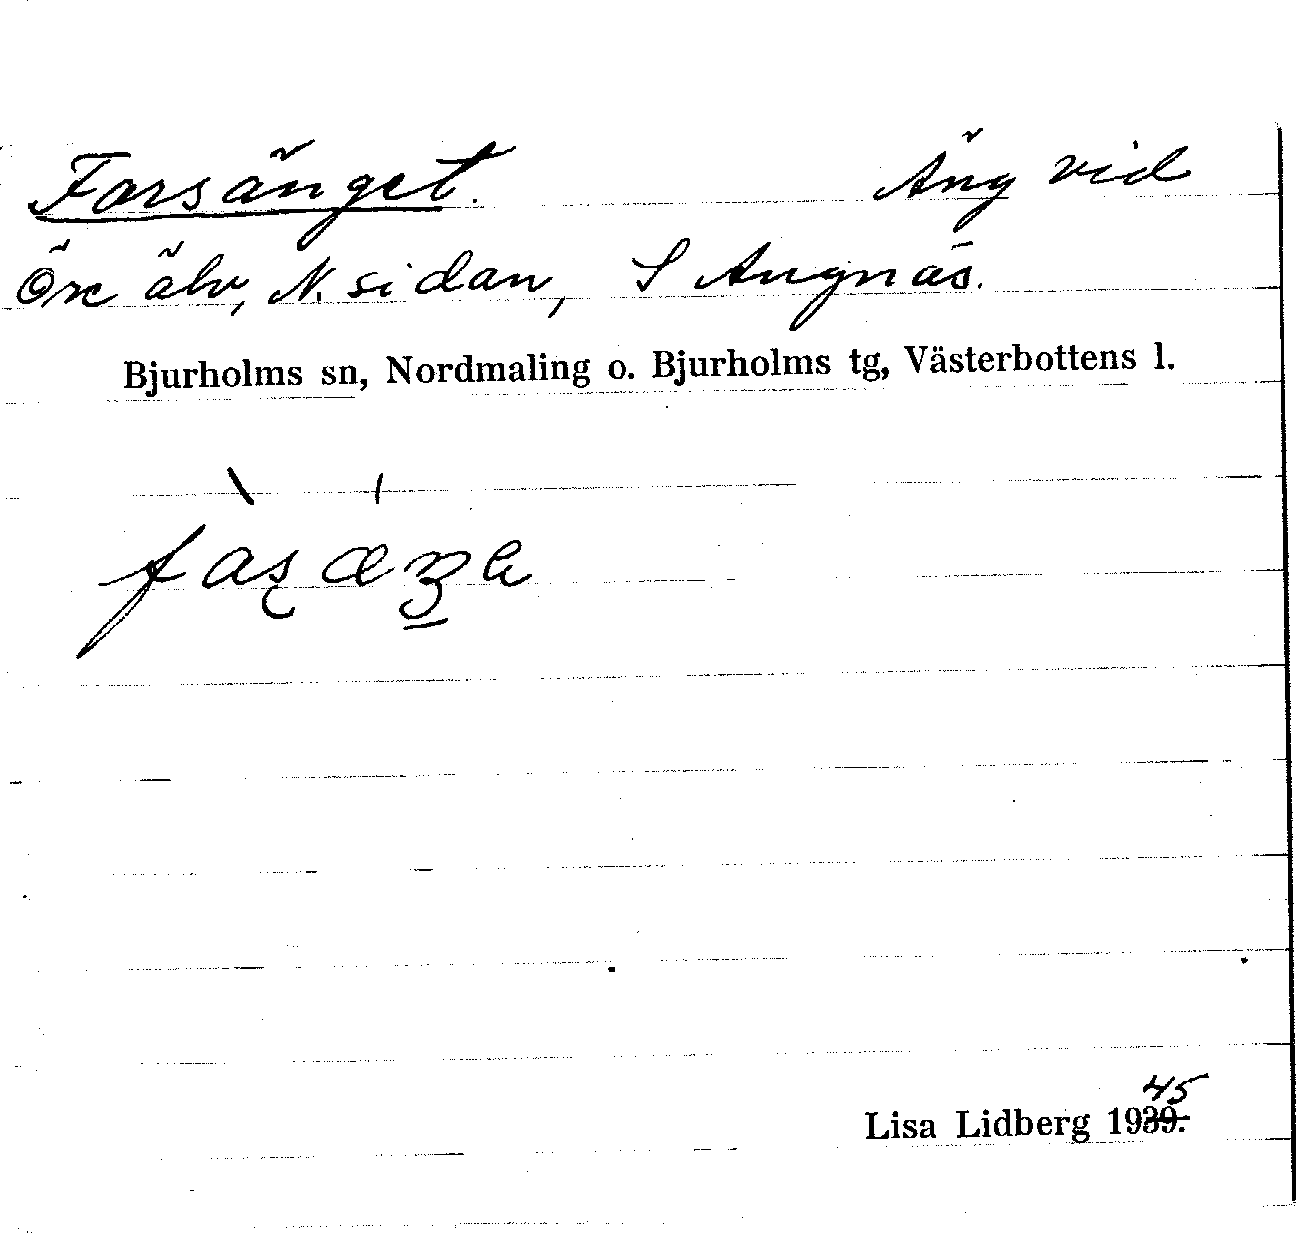 Forsänget. Äng vid
Öre älv, N. sidan, S Angnäs.
Bjurholms sn, Nordmaling o. Bjurholms tg, Västerbottens l.
Lisa Lidberg 1939. 45